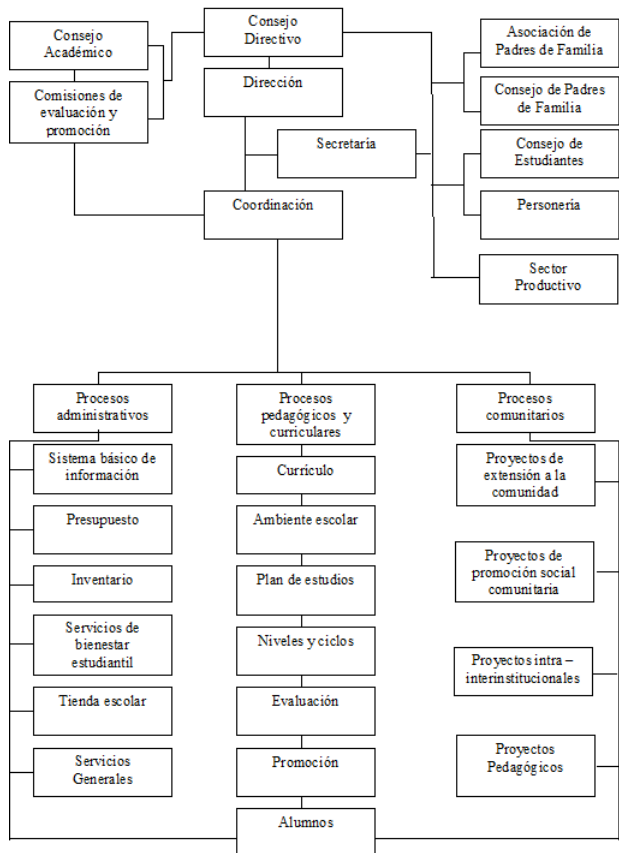 Consejo
Académico
Consejo
Directivo
Asociación de
Padres de Familia
Comisiones de
evaluación y
promoción
Dirección
Consejo de Padres
de Familia
Secretaría
Consejo de
Estudiantes
Coordinación
Personería
Sector
Productivo
Procesos
administrativos
Procesos
pedagógicos y
curriculares
Procesos
comunitarios
Sistema básico de
información
Currículo
Proyectos de
extensión a la
comunidad
Presupuesto
Ambiente escolar
Inventario
Plan de estudios
Proyectos de
promoción social
comunitaria
Servicios de
bienestar
estudiantil
Niveles y ciclos
Proyectos intra –
interinstitucionales
Tienda escolar
Evaluación
Servicios
Generales
Promoción
Proyectos
Pedagógicos
Alumnos